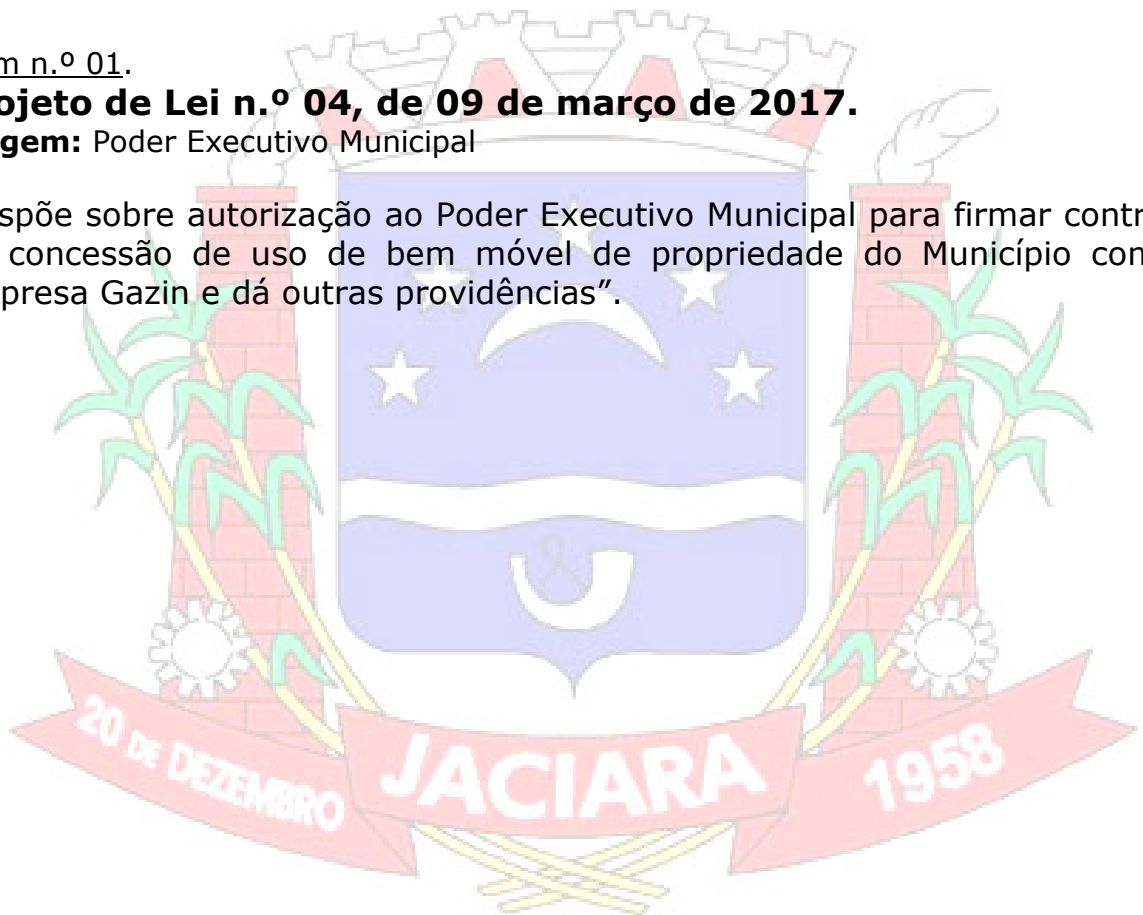 m n.º 01.
ojeto de Lei n.º 04, de 09 de março de 2017.
gem: Poder Executivo Municipal
spõe sobre autorização ao Poder Executivo Municipal para firmar contr
concessão de uso de bem móvel de propriedade do Município con
presa Gazin e dá outras providências”.
20 DE DEZEMBRO
JACIARA
1958